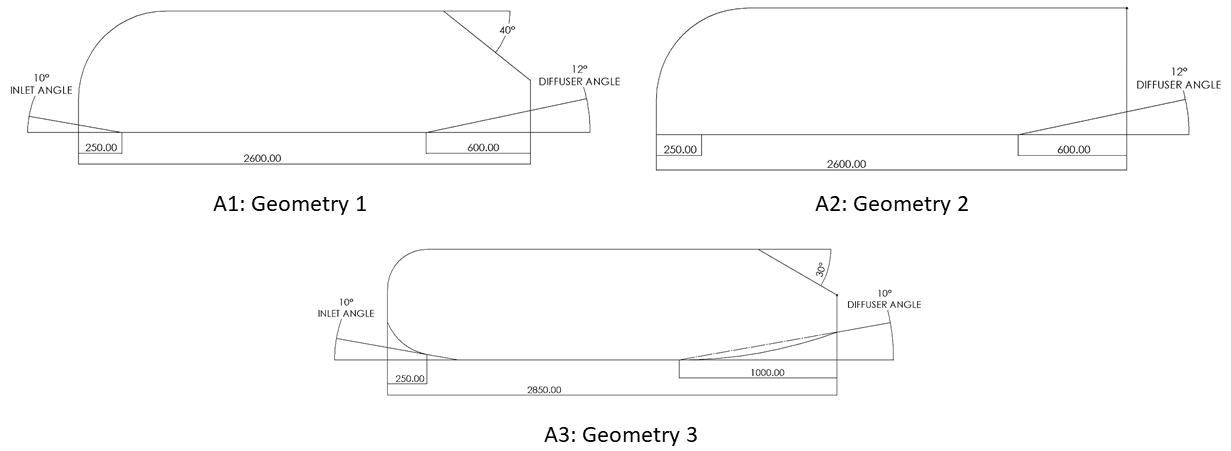 40°
10°
INLET ANGLE
12°
DIFFUSER ANGLE
250.00
600.00
2600.00
A1: Geometry 1
12°
DIFFUSER ANGLE
250.00
600.00
2600.00
A2: Geometry 2
30°
10°
INLET ANGLE
10°
DIFFUSER ANGLE
250.00
1000.00
2850.00
A3: Geometry 3